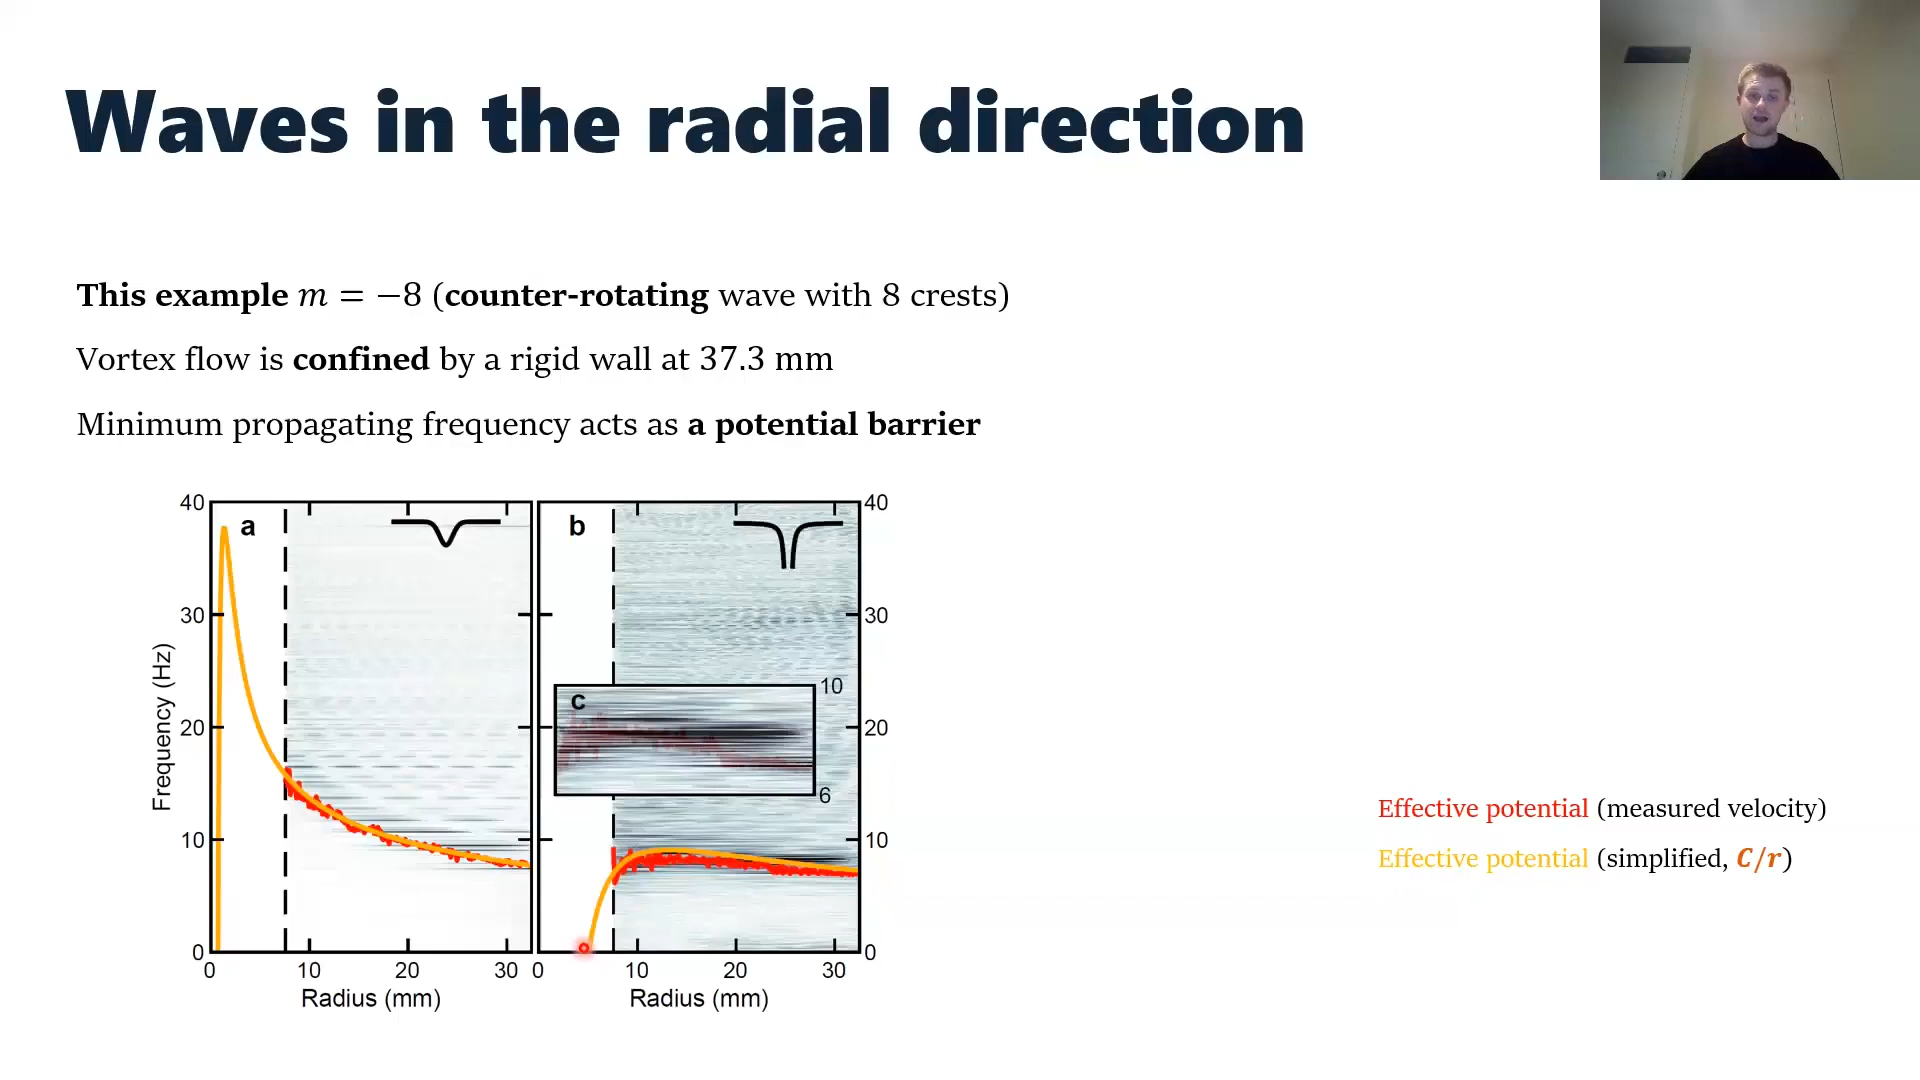 Waves in the radial direction
This example m = −8 (counter-rotating wave with 8 crests)
Vortex flow is confined by a rigid wall at 37.3 mm
Minimum propagating frequency acts as a potential barrier
40
30
20
10
0
Frequency (Hz)
a
0 10 20 30
Radius (mm)
b
c
10
6
40
30
20
10
0
0 10 20 30
Radius (mm)
Effective potential (measured velocity)
Effective potential (simplified, C/r)